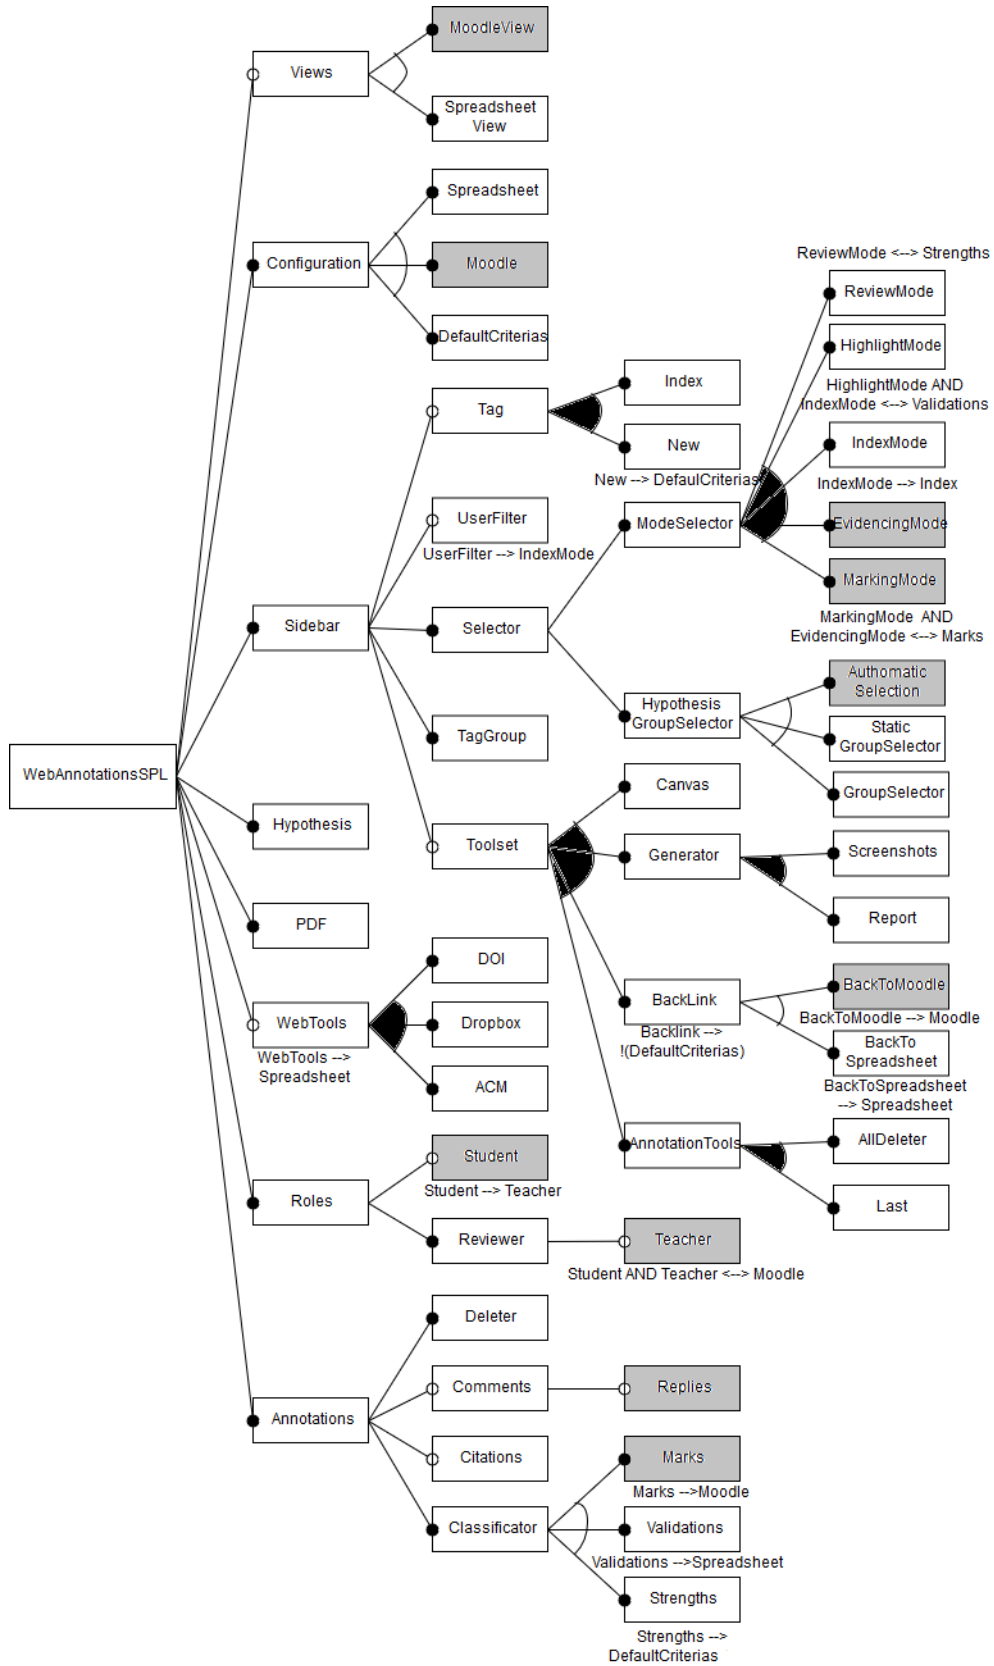 MoodleView
Views
Spreadsheet
View
Spreadsheet
Configuration
Moodle
DefaultCriterias
ReviewMode <--> Strengths
ReviewMode
HighlightMode
HighlightMode AND
IndexMode <--> Validations
Index
Tag
New
New --> DefaulCriterias
IndexMode
IndexMode --> Index
UserFilter
UserFilter --> IndexMode
ModeSelector
EvidencingMode
MarkingMode
MarkingMode AND
EvidencingMode <--> Marks
Sidebar
Selector
Authomatic
Selection
Hypothesis
GroupSelector
Static
GroupSelector
TagGroup
GroupSelector
WebAnnotationsSPL
Canvas
Hypothesis
Toolset
Generator
Screenshots
Report
PDF
DOI
BackLink
Backlink -->
!(DefaultCriterias)
BackToMoodle
BackToMoodle --> Moodle
WebTools
WebTools -->
Spreadsheet
Dropbox
BackTo
Spreadsheet
BackToSpreadsheet
--> Spreadsheet
ACM
AnnotationTools
AllDeleter
Last
Student
Student --> Teacher
Roles
Reviewer
Teacher
Student AND Teacher <--> Moodle
Deleter
Comments
Replies
Annotations
Citations
Marks
Marks -->Moodle
Classificator
Validations
Validations -->Spreadsheet
Strengths
Strengths -->
DefaultCriterias